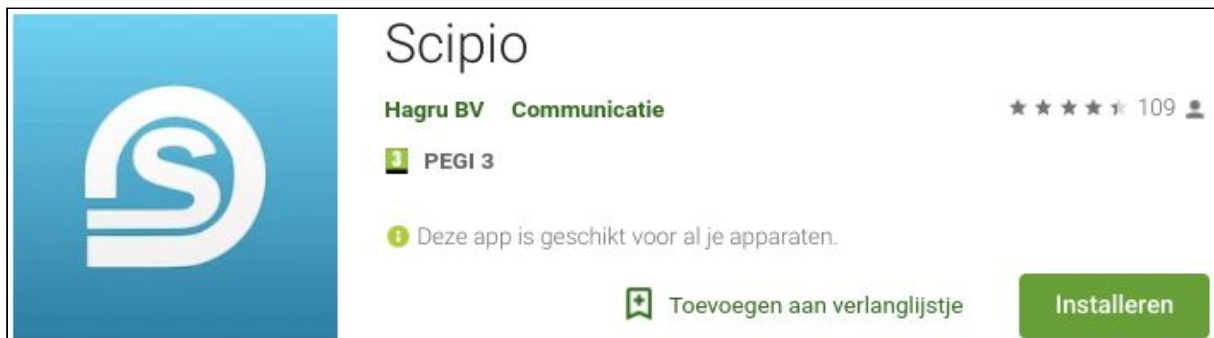 Scipio
Hagru BV Communicatie 109
3 PEGI 3
Deze app is geschikt voor al je apparaten.
Toevoegen aan verlanglijstje Installeren
S